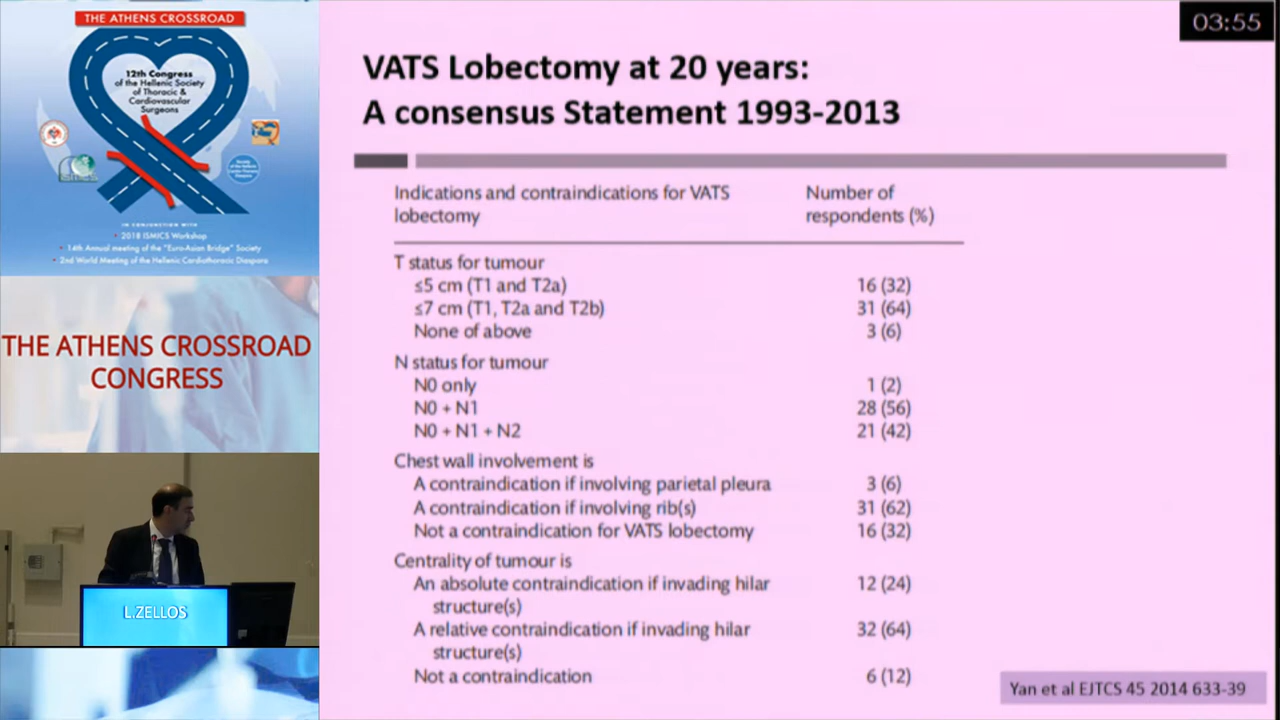 THE ATHENS CROSSROAD
12th Congress
of the Hellenic Society
of Thoracic &
Cardiovascular
Surgeons
IN CONJUNCTION WITH
• 2018 ISMICS Workshop
• 14th Annual meeting of the "Euro-Asian Bridge" Society
• 2nd World Meeting of the Hellenic Cardiothoracic Diaspora
THE ATHENS CROSSROAD
CONGRESS
L.ZELLOS
03:55
VATS Lobectomy at 20 years:
A consensus Statement 1993-2013
Indications and contraindications for VATS lobectomy Number of respondents (%)
T status for tumour
≤5 cm (T1 and T2a) 16 (32)
≤7 cm (T1, T2a and T2b) 31 (64)
None of above 3 (6)
N status for tumour
N0 only 1 (2)
N0 + N1 28 (56)
N0 + N1 + N2 21 (42)
Chest wall involvement is
A contraindication if involving parietal pleura 3 (6)
A contraindication if involving rib(s) 31 (62)
Not a contraindication for VATS lobectomy 16 (32)
Centrality of tumour is
An absolute contraindication if invading hilar 12 (24)
structure(s)
A relative contraindication if invading hilar 32 (64)
structure(s)
Not a contraindication 6 (12)
Yan et al EJTCS 45 2014 633-39